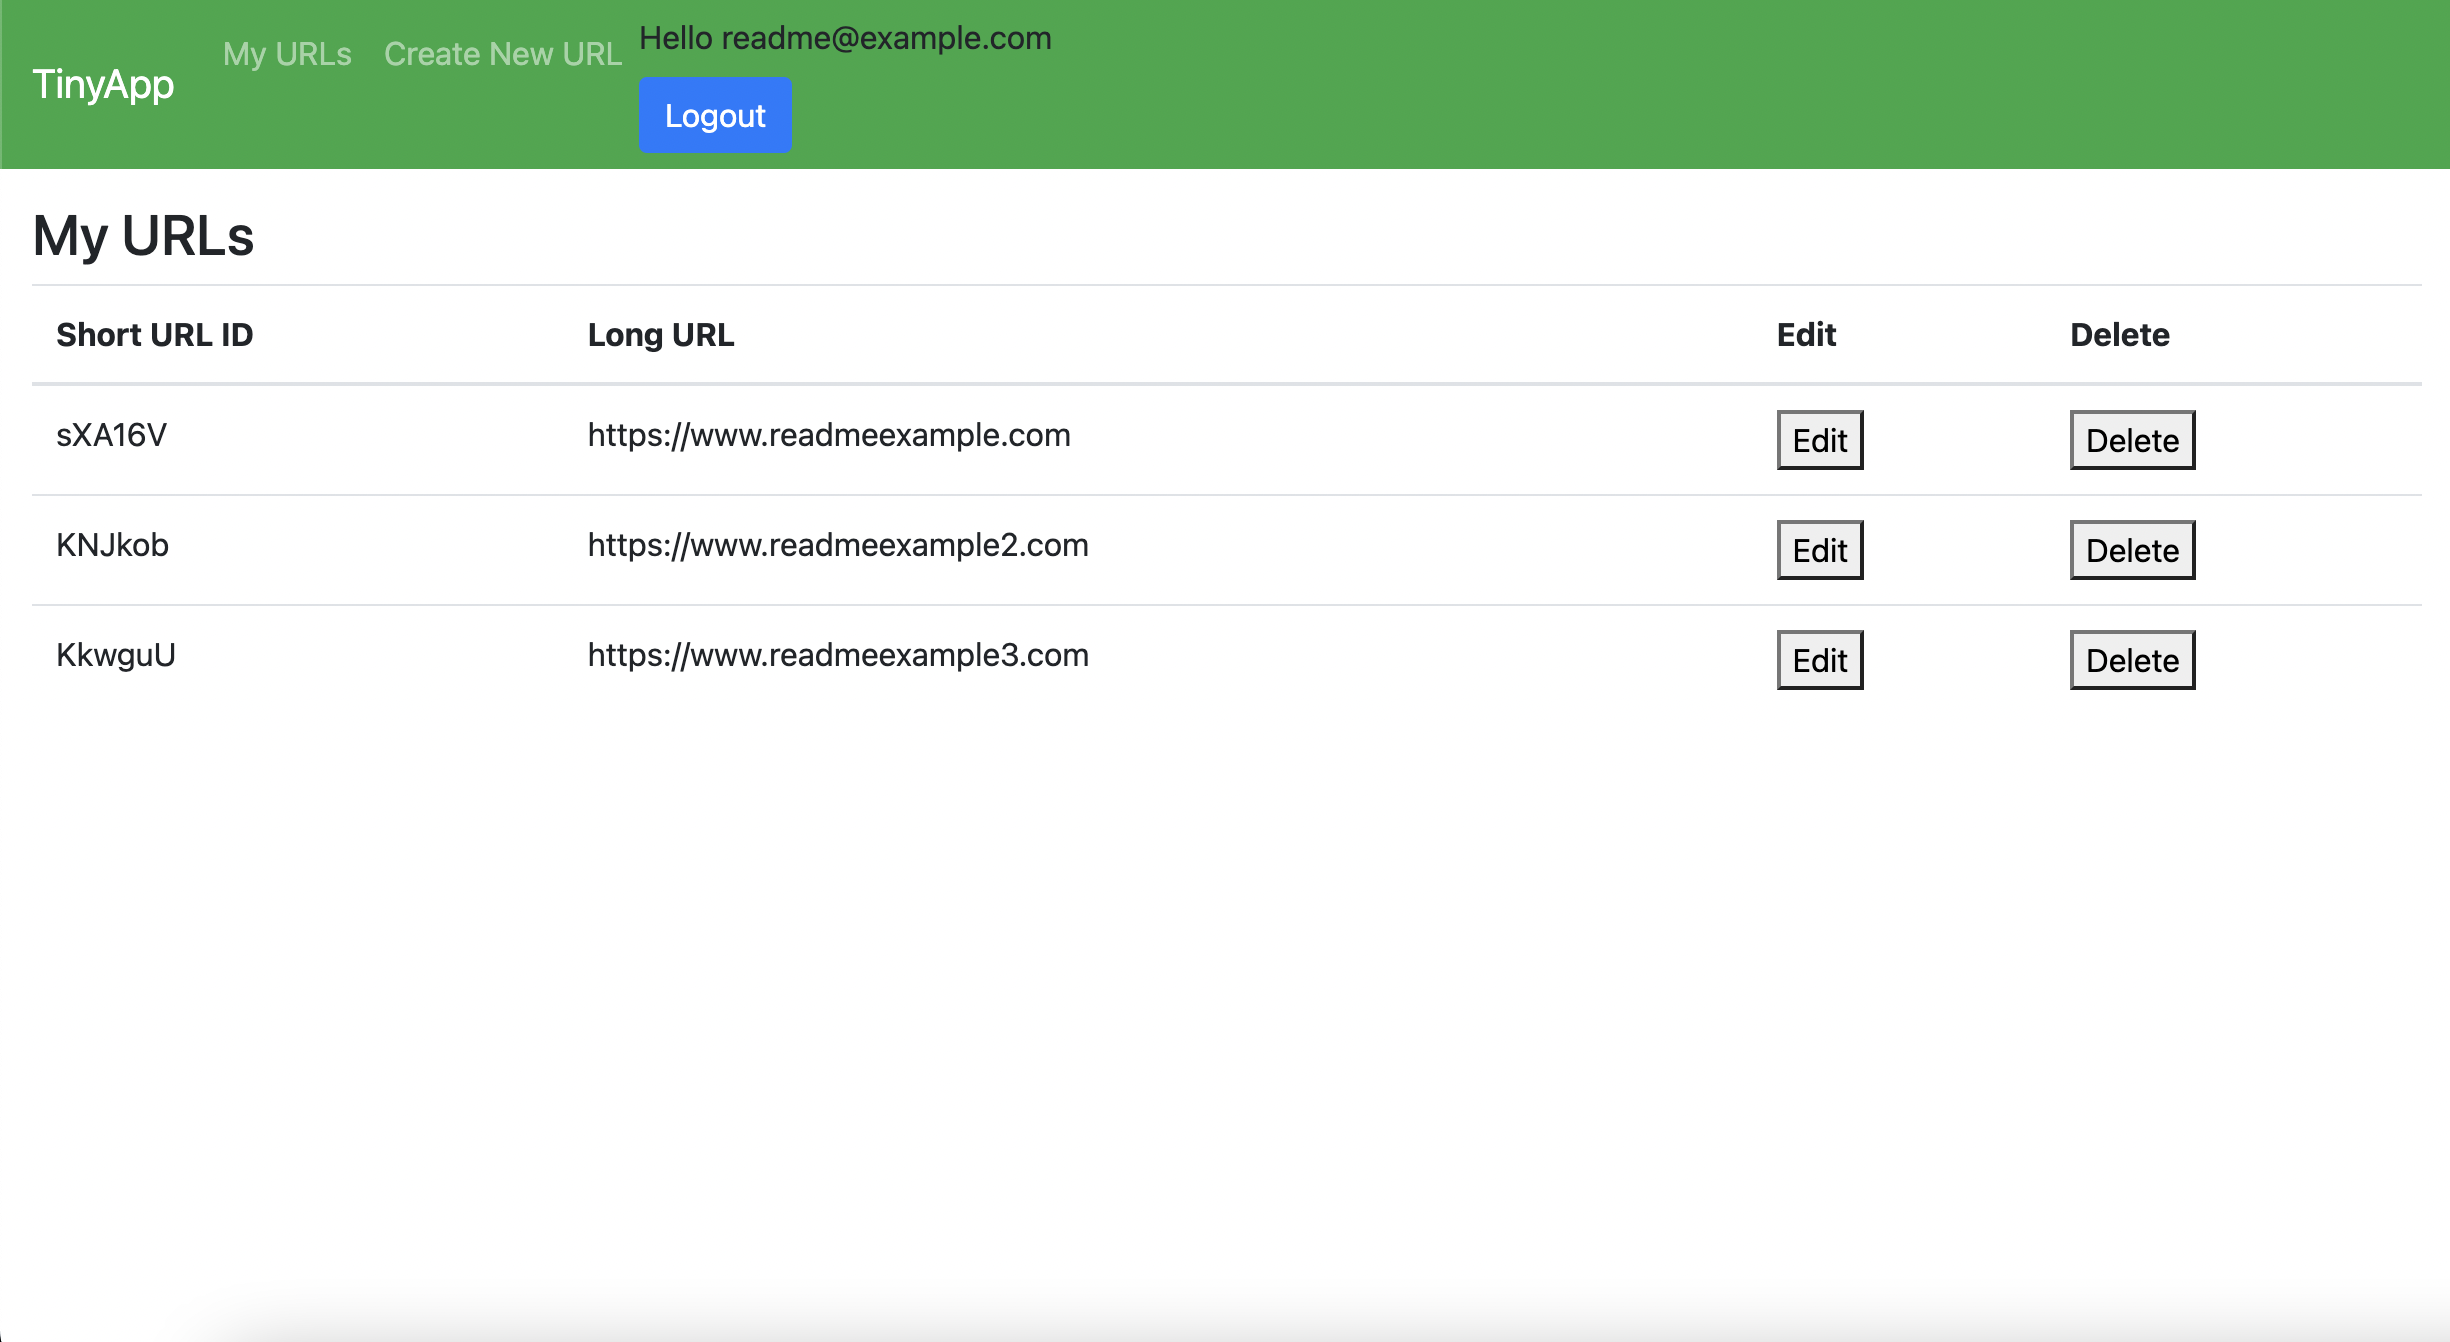 TinyApp My URLs Create New URL Hello readme@example.com
Logout
My URLs
Short URL ID Long URL Edit Delete
sXA16V https://www.readmeexample.com Edit Delete
KNJkob https://www.readmeexample2.com Edit Delete
KkwguU https://www.readmeexample3.com Edit Delete